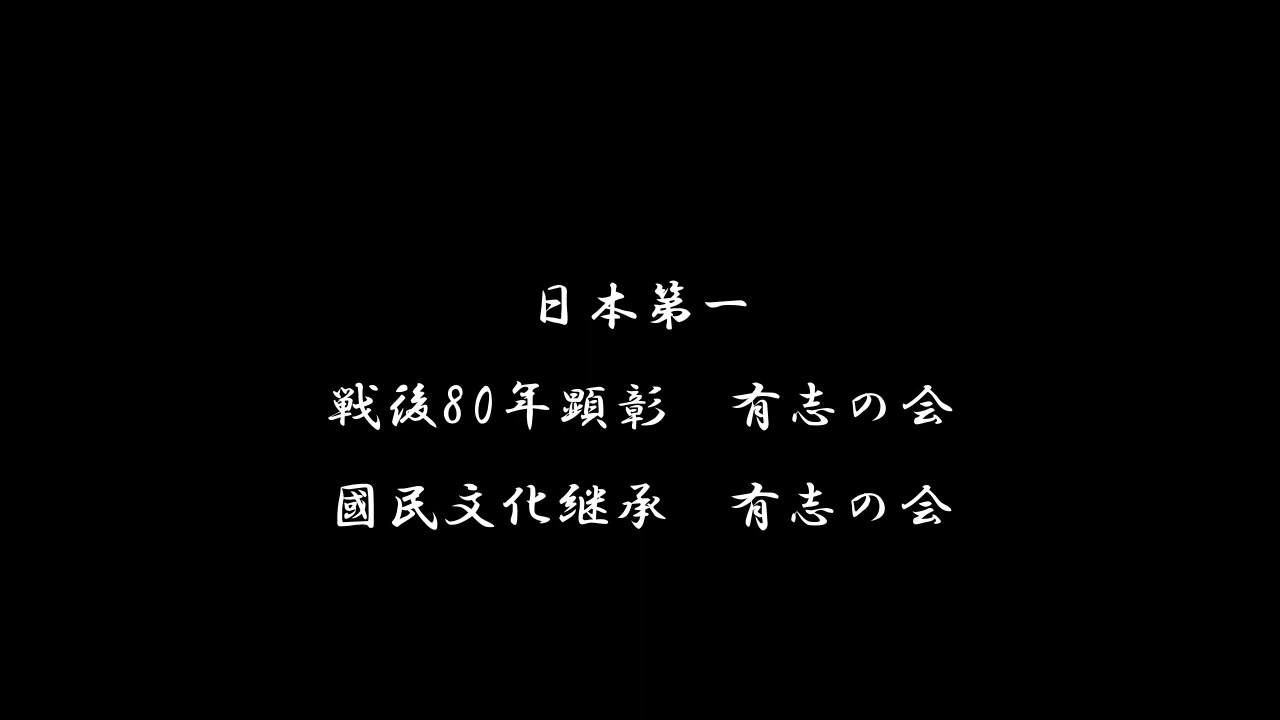 日本第一
戦後80年顕彰　有志の会
國民文化継承　有志の会